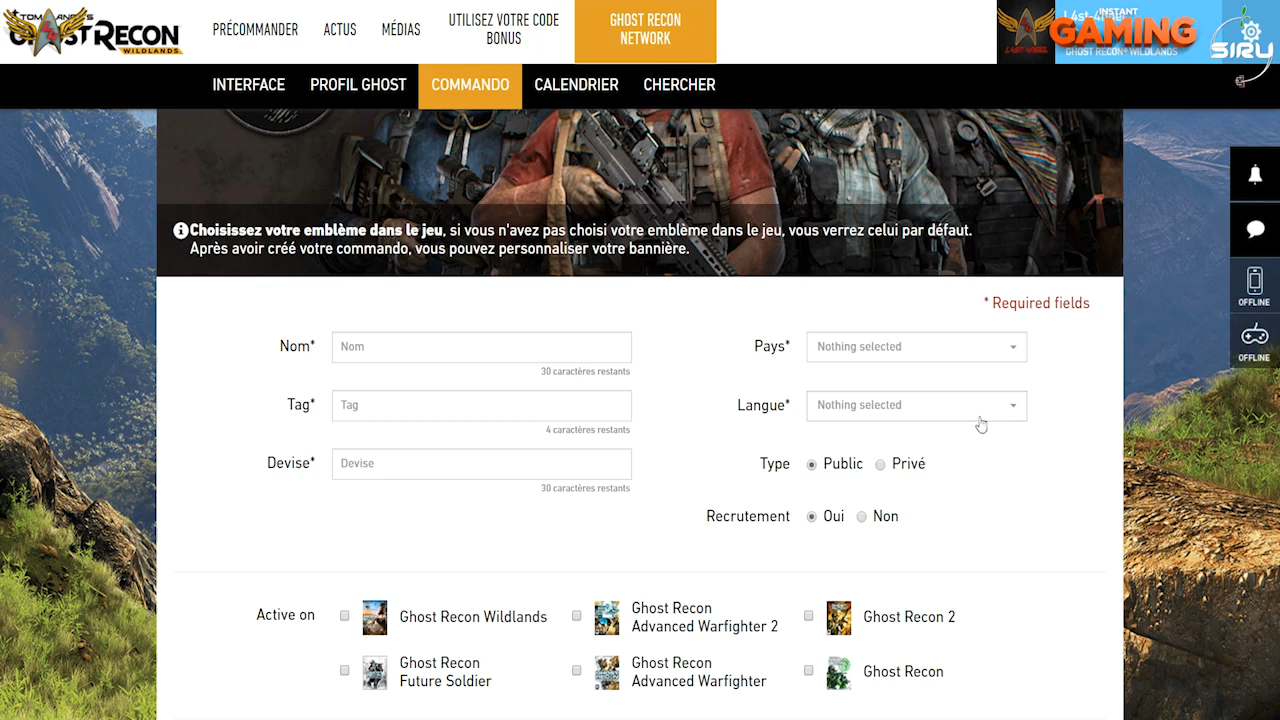 GHOST RECON
WILDLANDS
PRÉCOMMANDER
ACTUS
MÉDIAS
UTILISEZ VOTRE CODE
BONUS
GHOST RECON
NETWORK
INSTANT
GAMING
GHOST RECON® WILDLANDS
SIRU
INTERFACE
PROFIL GHOST
COMMANDO
CALENDRIER
CHERCHER
Choisissez votre emblème dans le jeu, si vous n'avez pas choisi votre emblème dans le jeu, vous verrez celui par défaut.
Après avoir créé votre commando, vous pouvez personnaliser votre bannière.
OFFLINE
OFFLINE
* Required fields
Nom*
Nom
30 caractères restants
Pays*
Nothing selected
Tag*
Tag
4 caractères restants
Langue*
Nothing selected
Devise*
Devise
30 caractères restants
Type
Public
Privé
Recrutement
Oui
Non
Active on
Ghost Recon Wildlands
Ghost Recon
Advanced Warfighter 2
Ghost Recon 2
Ghost Recon
Future Soldier
Ghost Recon
Advanced Warfighter
Ghost Recon